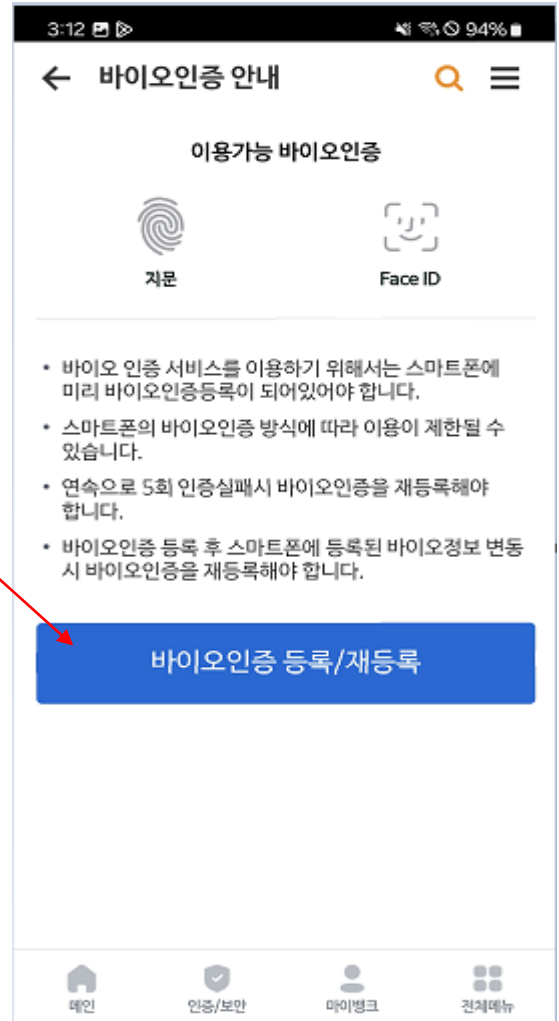 3:12 94%
바이오인증 안내
이용가능 바이오인증
지문 Face ID
• 바이오 인증 서비스를 이용하기 위해서는 스마트폰에
미리 바이오인증등록이 되어있어야 합니다.
• 스마트폰의 바이오인증 방식에 따라 이용이 제한될 수
있습니다.
• 연속으로 5회 인증실패시 바이오인증을 재등록해야
합니다.
• 바이오인증 등록 후 스마트폰에 등록된 바이오정보 변동
시 바이오인증을 재등록해야 합니다.
바이오인증 등록/재등록
메인 인증/보안 마이뱅크 전체메뉴